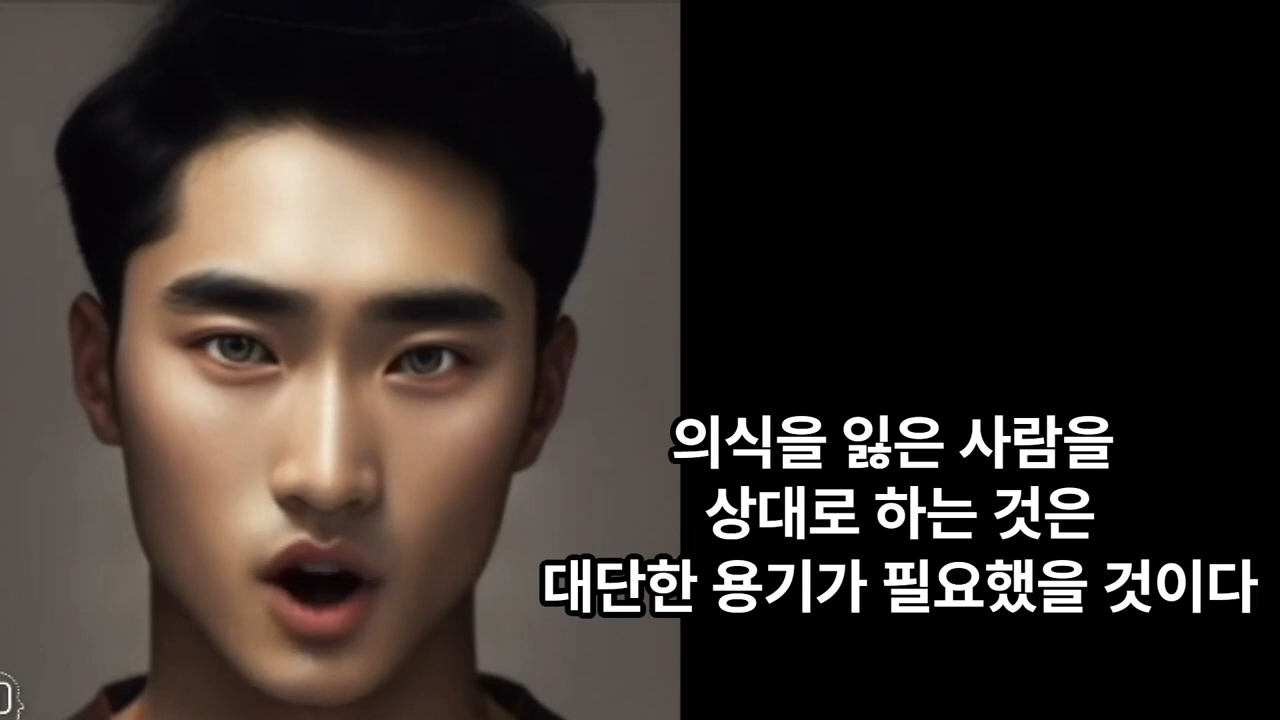 의식을 잃은 사람을
상대로 하는 것은
대단한 용기가 필요했을 것이다